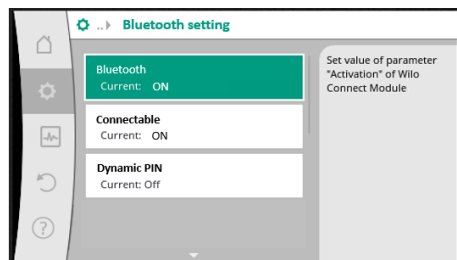 ..▸ Bluetooth setting
Bluetooth
Current: ON
Connectable
Current: ON
Dynamic PIN
Current: Off
Set value of parameter
"Activation" of Wilo
Connect Module
?